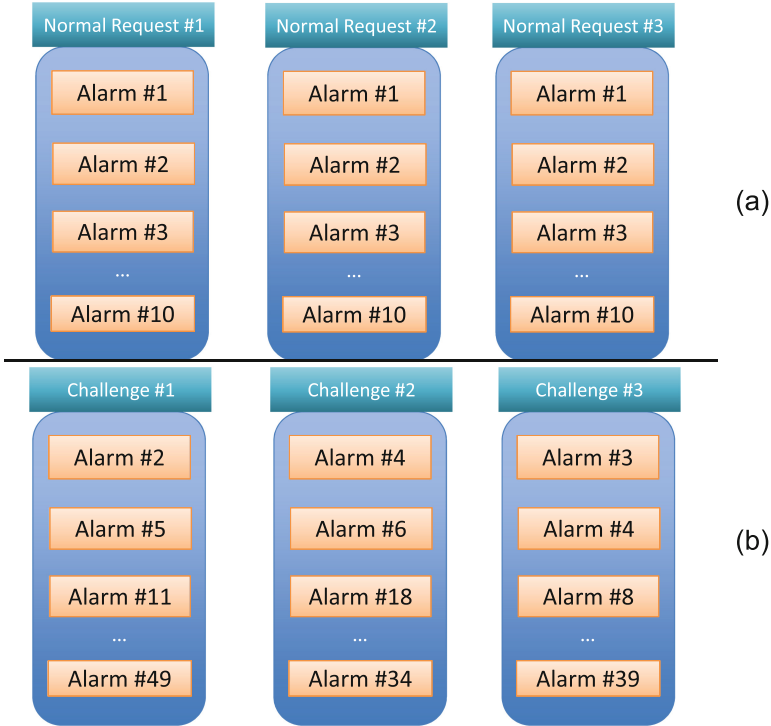 Normal Request #1
Normal Request #2
Normal Request #3
Alarm #1
Alarm #1
Alarm #1
Alarm #2
Alarm #2
Alarm #2
(a)
Alarm #3
Alarm #3
Alarm #3
...
...
...
Alarm #10
Alarm #10
Alarm #10
Challenge #1
Challenge #2
Challenge #3
Alarm #2
Alarm #4
Alarm #3
Alarm #5
Alarm #6
Alarm #4
(b)
Alarm #11
Alarm #18
Alarm #8
...
...
...
Alarm #49
Alarm #34
Alarm #39